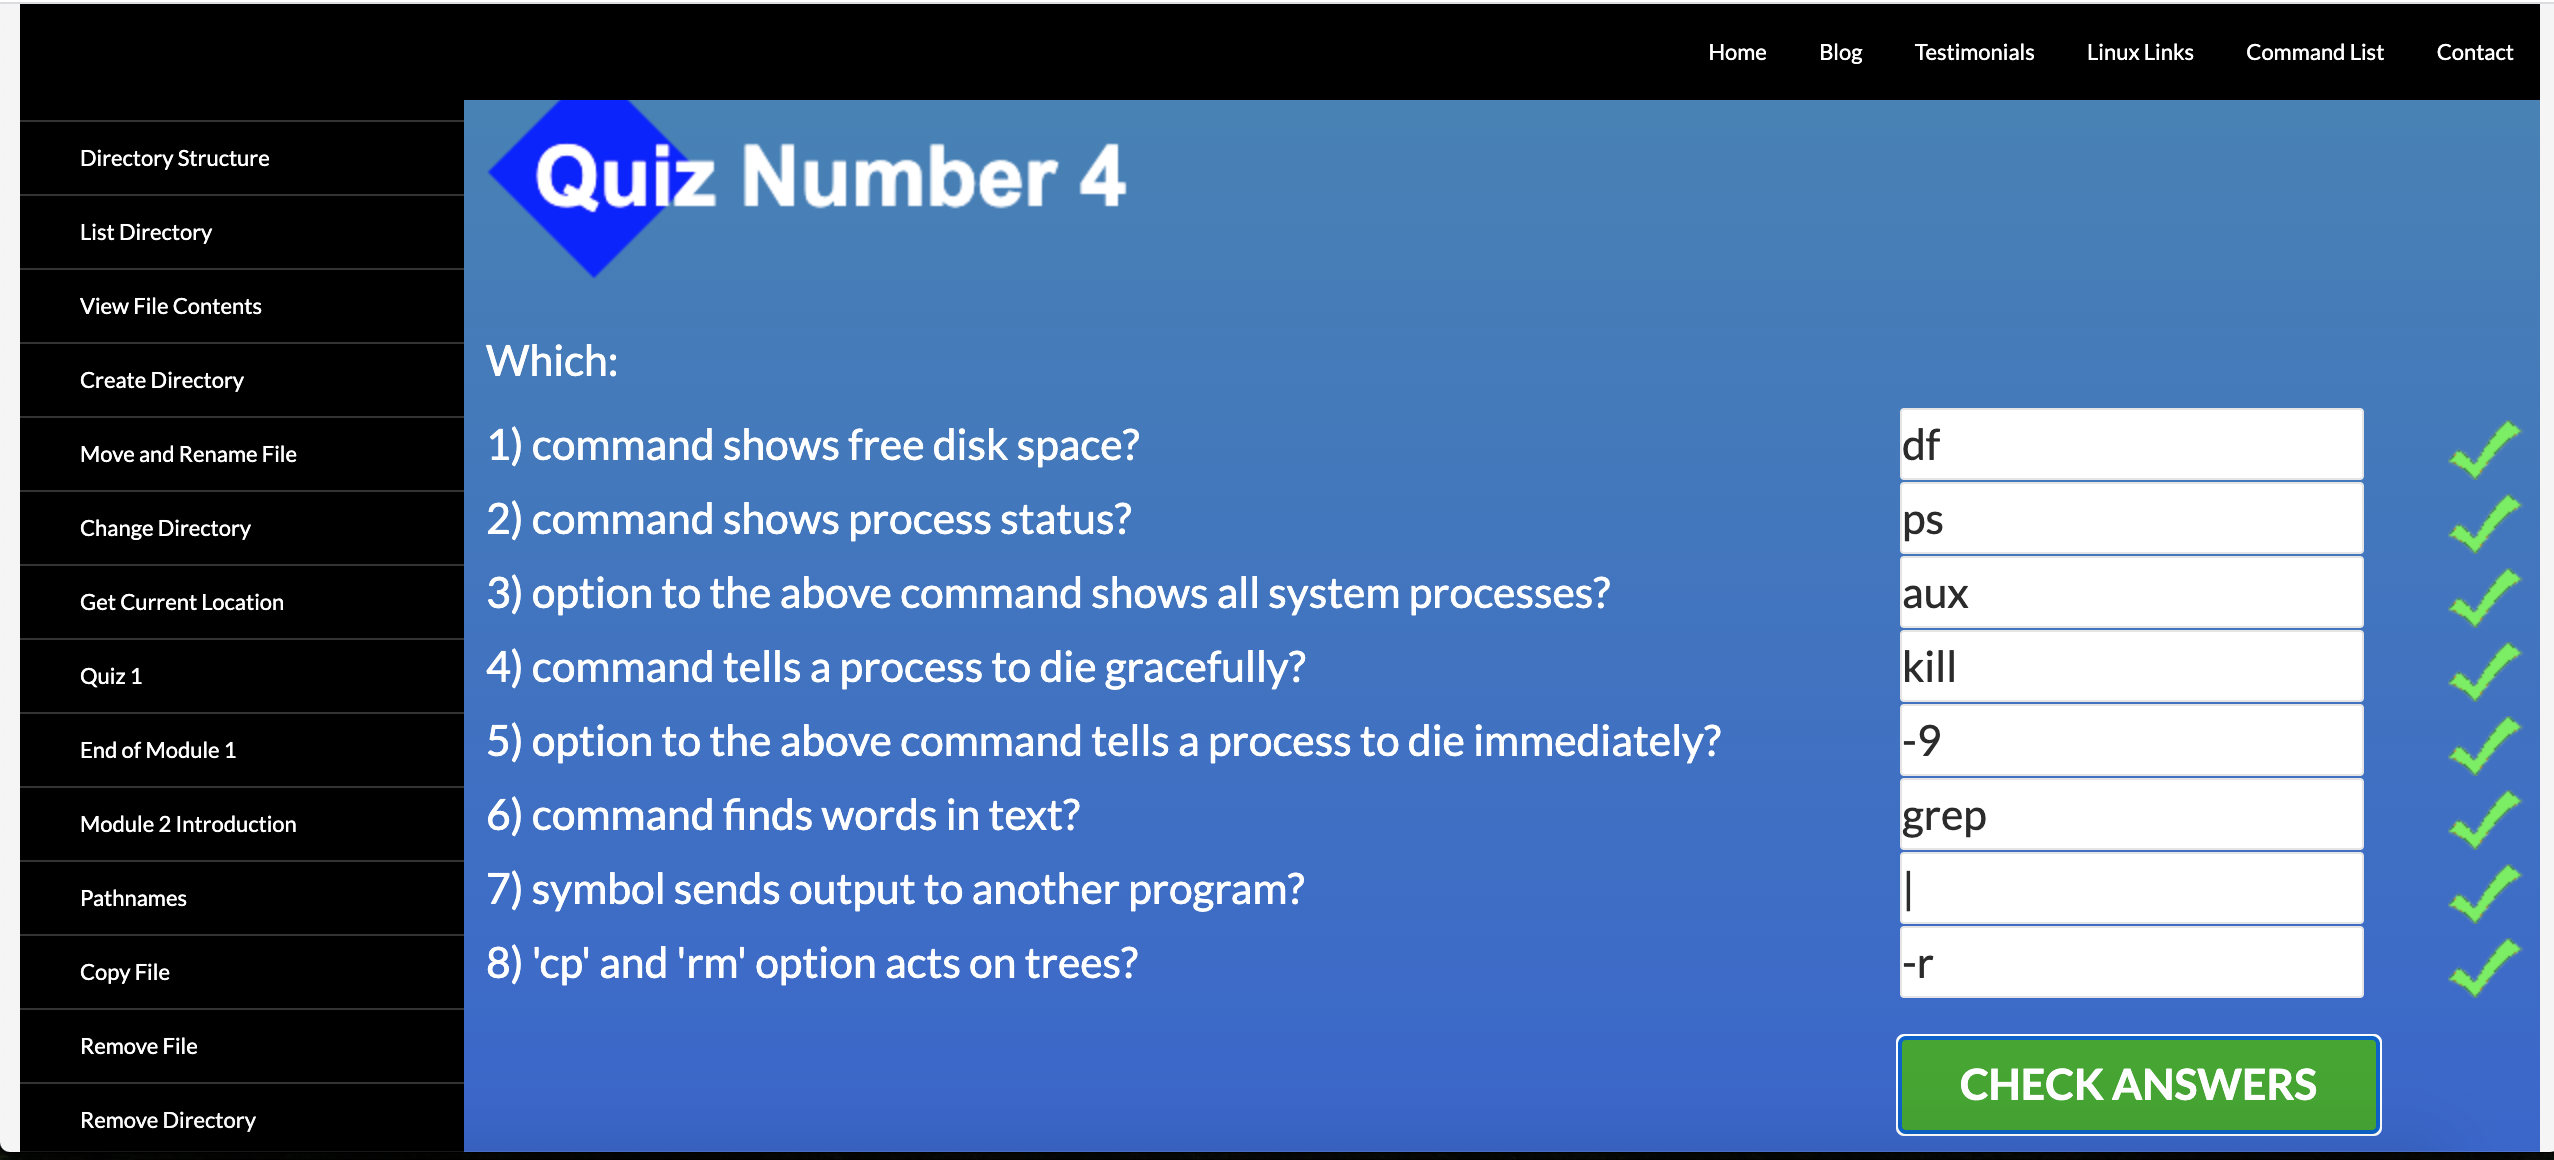 Home Blog Testimonials Linux Links Command List Contact
Directory Structure
List Directory
View File Contents
Create Directory
Move and Rename File
Change Directory
Get Current Location
Quiz 1
End of Module 1
Module 2 Introduction
Pathnames
Copy File
Remove File
Remove Directory
Quiz Number 4
Which:
1) command shows free disk space? df
2) command shows process status? ps
3) option to the above command shows all system processes? aux
4) command tells a process to die gracefully? kill
5) option to the above command tells a process to die immediately? -9
6) command finds words in text? grep
7) symbol sends output to another program? |
8) 'cp' and 'rm' option acts on trees? -r
CHECK ANSWERS